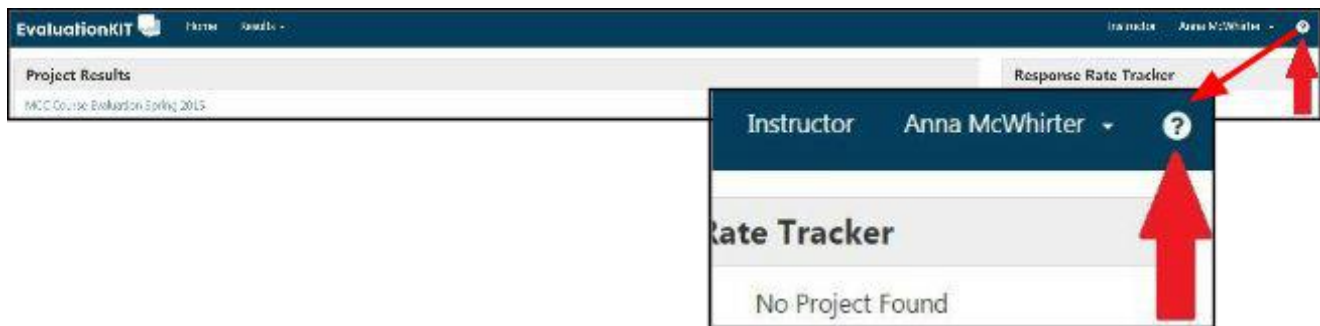 EvaluationKIT Home Results Instructor Anna McWhirter ?
Project Results Response Rate Tracker
MCC Course Evaluation Spring 2015
Instructor Anna McWhirter ?
Rate Tracker
No Project Found